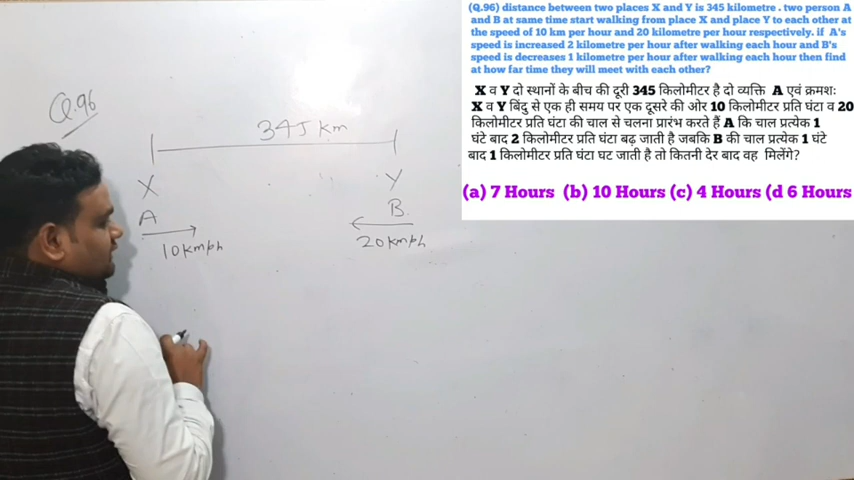 (Q.96) distance between two places X and Y is 345 kilometre . two person A
and B at same time start walking from place X and place Y to each other at
the speed of 10 km per hour and 20 kilometre per hour respectively. if A's
speed is increased 2 kilometre per hour after walking each hour and B's
speed is decreases 1 kilometre per hour after walking each hour then find
at how far time they will meet with each other?
X व Y दो स्थानों के बीच की दूरी 345 किलोमीटर है दो व्यक्ति A एवं क्रमशः
X व Y बिंदु से एक ही समय पर एक दूसरे की ओर 10 किलोमीटर प्रति घंटा व 20
किलोमीटर प्रति घंटा की चाल से चलना प्रारंभ करते हैं A कि चाल प्रत्येक 1
घंटे बाद 2 किलोमीटर प्रति घंटा बढ़ जाती है जबकि B की चाल प्रत्येक 1 घंटे
बाद 1 किलोमीटर प्रति घंटा घट जाती है तो कितनी देर बाद वह मिलेंगे?
(a) 7 Hours (b) 10 Hours (c) 4 Hours (d 6 Hours
Q.96
345 km
X Y
A B
10 kmph 20 kmph